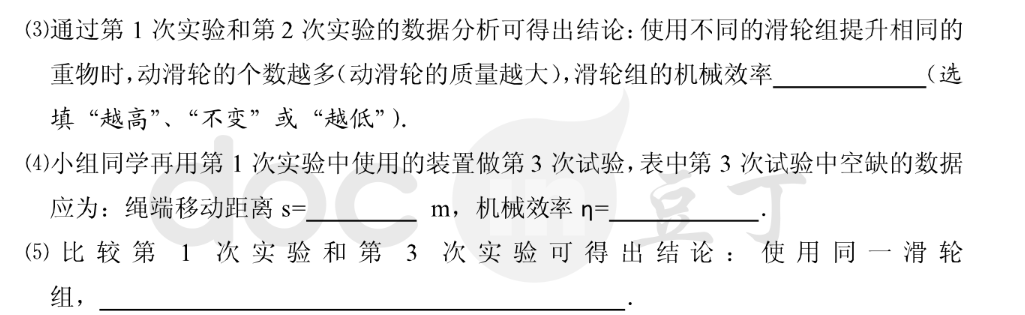 ⑶通过第 1 次实验和第 2 次实验的数据分析可得出结论：使用不同的滑轮组提升相同的
重物时，动滑轮的个数越多（动滑轮的质量越大），滑轮组的机械效率____________（选
填“越高”、“不变”或“越低”）．
⑷小组同学再用第 1 次实验中使用的装置做第 3 次试验，表中第 3 次试验中空缺的数据
应为：绳端移动距离 s=_________ m，机械效率 η=____________．
⑸ 比较第 1 次实验和第 3 次实验可得出结论：使用同一滑轮
组，__________________________________________．
doc in 豆丁